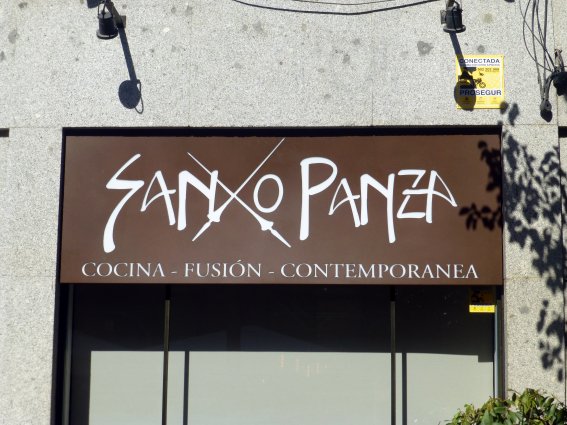 CONECTADA
PROSEGUR
SANXO PANZA
COCINA - FUSIÓN - CONTEMPORANEA